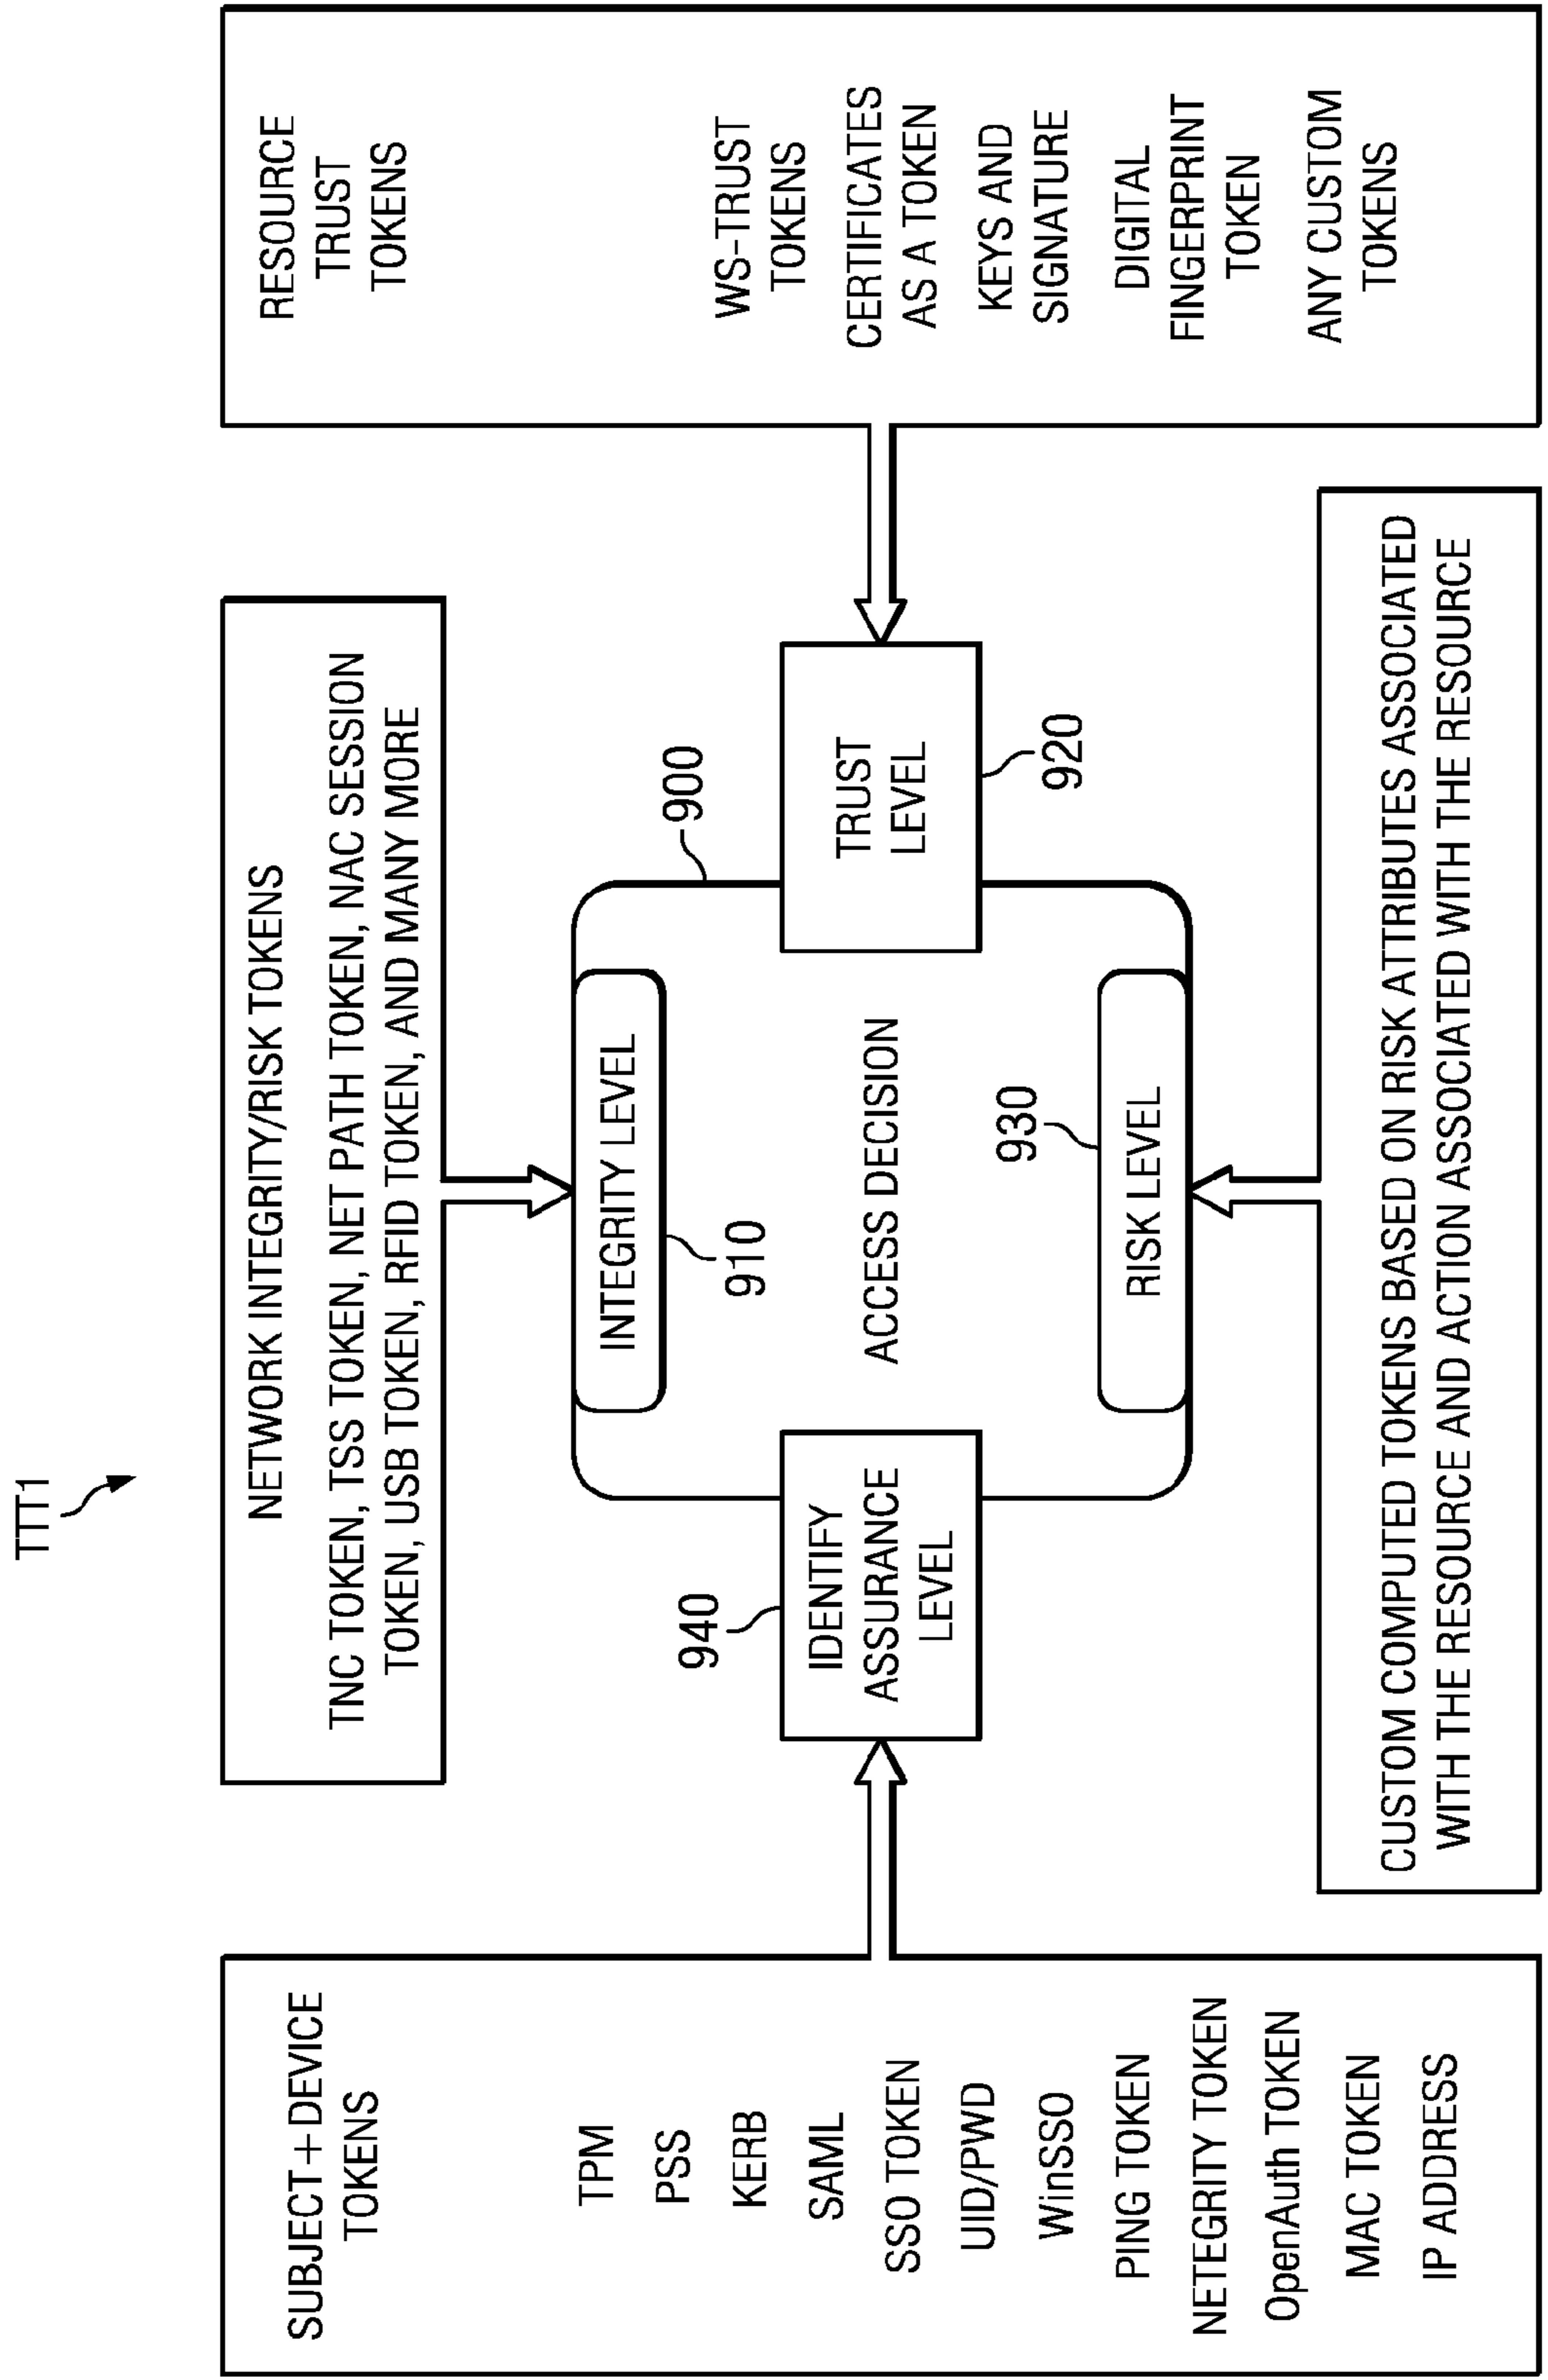 TTT1
SUBJECT+DEVICE
TOKENS
TPM
PSS
KERB
SAML
SSO TOKEN
UID/PWD
WinSSO
PING TOKEN
NETEGRITY TOKEN
OpenAuth TOKEN
MAC TOKEN
IP ADDRESS
NETWORK INTEGRITY/RISK TOKENS
TNC TOKEN, TSS TOKEN, NET PATH TOKEN, NAC SESSION
TOKEN, USB TOKEN, RFID TOKEN, AND MANY MORE
900
INTEGRITY LEVEL
910
940
IDENTIFY
ASSURANCE
LEVEL
ACCESS DECISION
TRUST
LEVEL
920
930
RISK LEVEL
CUSTOM COMPUTED TOKENS BASED ON RISK ATTRIBUTES ASSOCIATED
WITH THE RESOURCE AND ACTION ASSOCIATED WITH THE RESOURCE
RESOURCE
TRUST
TOKENS
WS-TRUST
TOKENS
CERTIFICATES
AS A TOKEN
KEYS AND
SIGNATURE
DIGITAL
FINGERPRINT
TOKEN
ANY CUSTOM
TOKENS